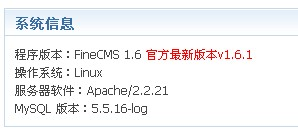 系统信息
程序版本：FineCMS 1.6 官方最新版本v1.6.1
操作系统：Linux
服务器软件：Apache/2.2.21
MySQL 版本：5.5.16-log